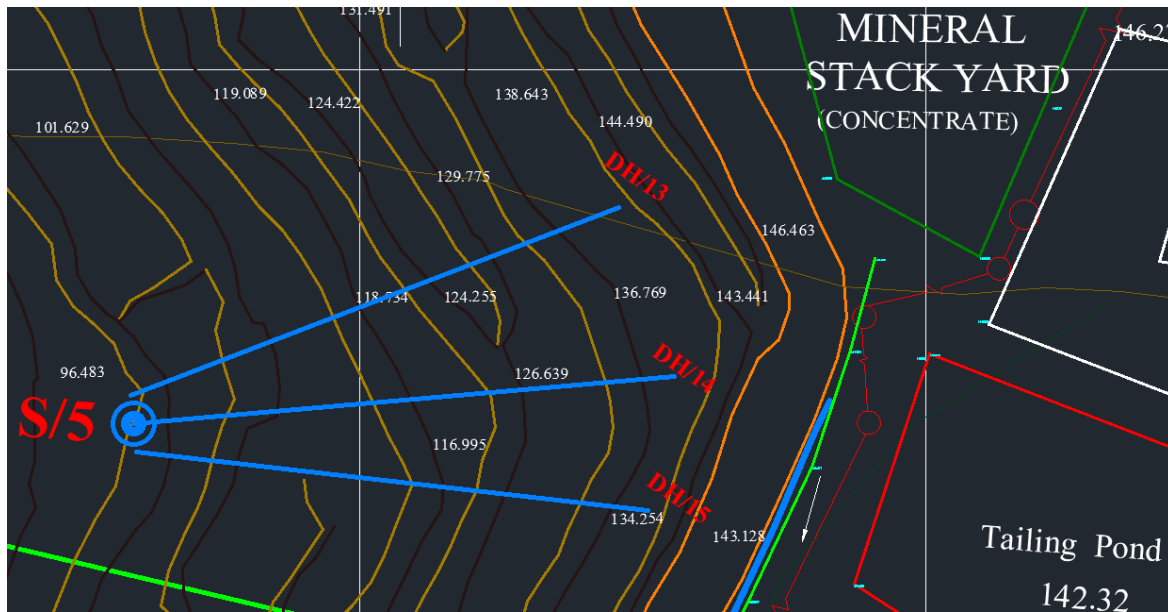 131.491
MINERAL
146.2
STACK YARD
119.089
138.643
124.422
144.490
(CONCENTRATE)
101.629
129.775
DH/13
146.463
118.734
124.255
136.769
143.441
96.483
126.639
DH/14
S/5
116.995
DH/15
134.254
143.128
Tailing Pond
142.32